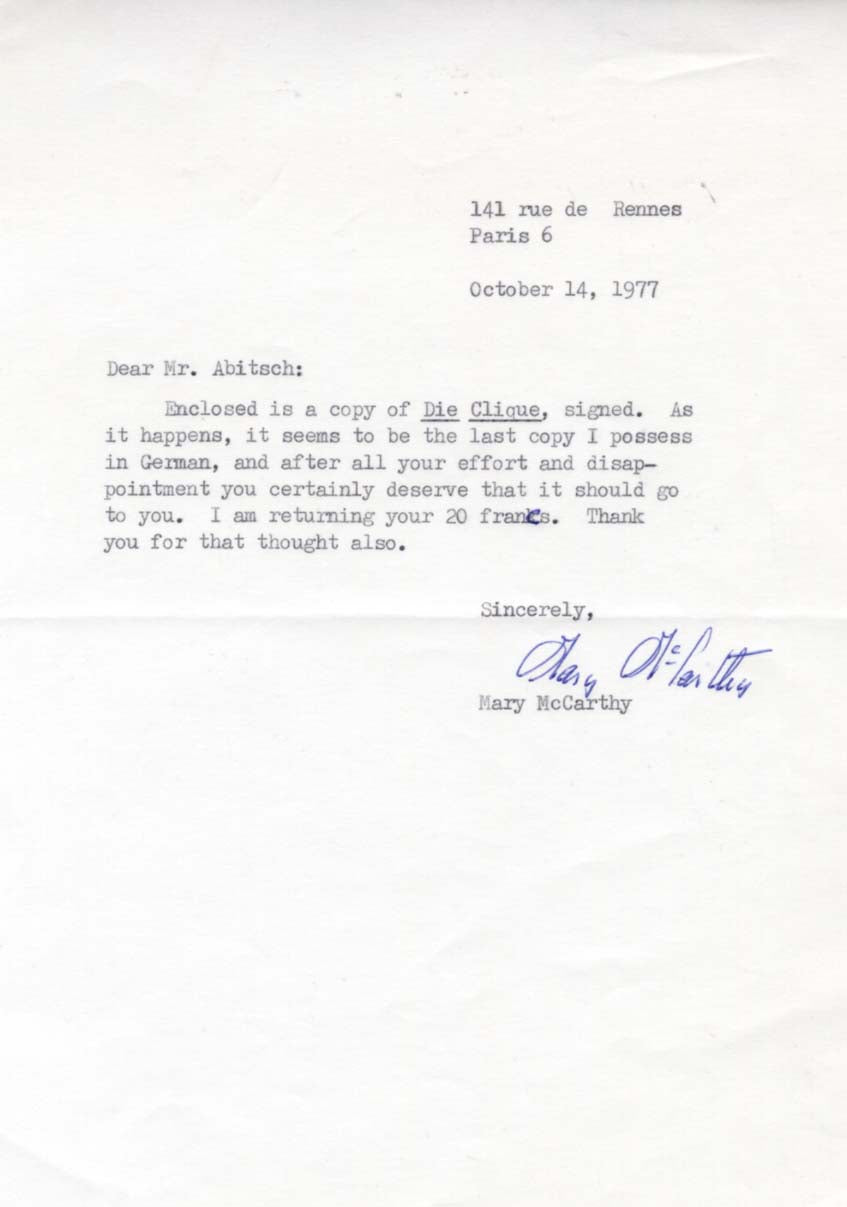 141 rue de Rennes
Paris 6
October 14, 1977
Dear Mr. Abitsch:
Enclosed is a copy of Die Clique, signed. As
it happens, it seems to be the last copy I possess
in German, and after all your effort and disap-
pointment you certainly deserve that it should go
to you. I am returning your 20 francs. Thank
you for that thought also.
Sincerely,
Mary McCarthy
Mary McCarthy